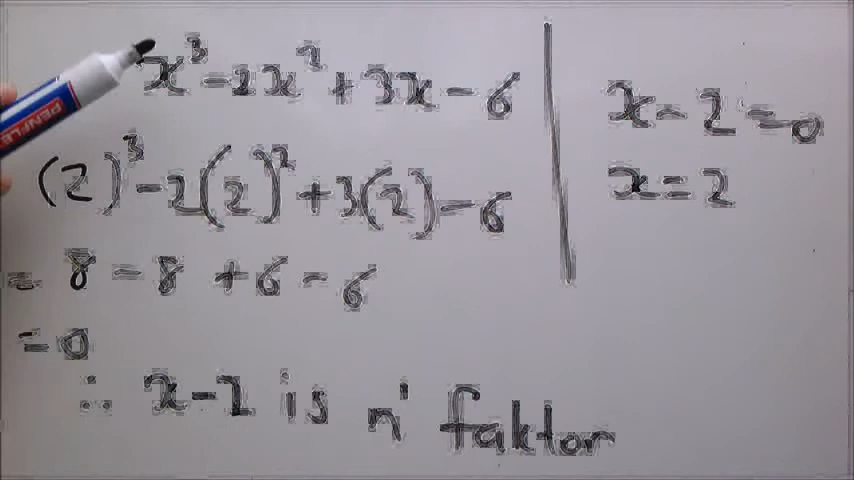 x³ - 2x² + 3x - 6
(2)³ - 2(2)² + 3(2) - 6
= 8 - 8 + 6 - 6
= 0
∴ x - 2 is n' faktor
x - 2 = 0
x = 2
PENFLE